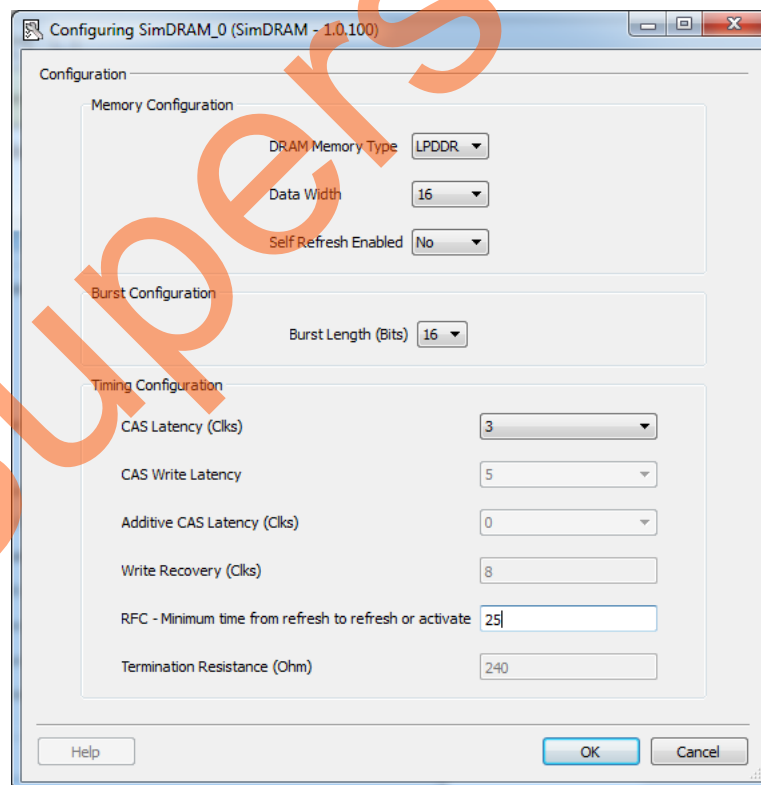 Configuring SimDRAM_0 (SimDRAM - 1.0.100)
Configuration
Memory Configuration
DRAM Memory Type LPDDR
Data Width 16
Self Refresh Enabled No
Burst Configuration
Burst Length (Bits) 16
Timing Configuration
CAS Latency (Clks) 3
CAS Write Latency 5
Additive CAS Latency (Clks) 0
Write Recovery (Clks) 8
RFC - Minimum time from refresh to refresh or activate 25
Termination Resistance (Ohm) 240
Help OK Cancel